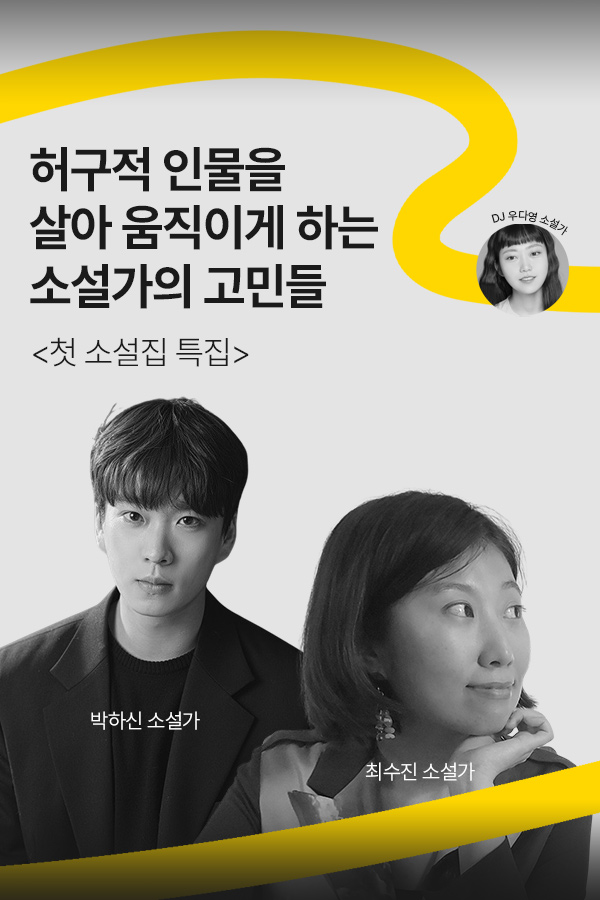 허구적 인물을
살아 움직이게 하는
소설가의 고민들
DJ 우다영 소설가
<첫 소설집 특집>
박하신 소설가
최수진 소설가